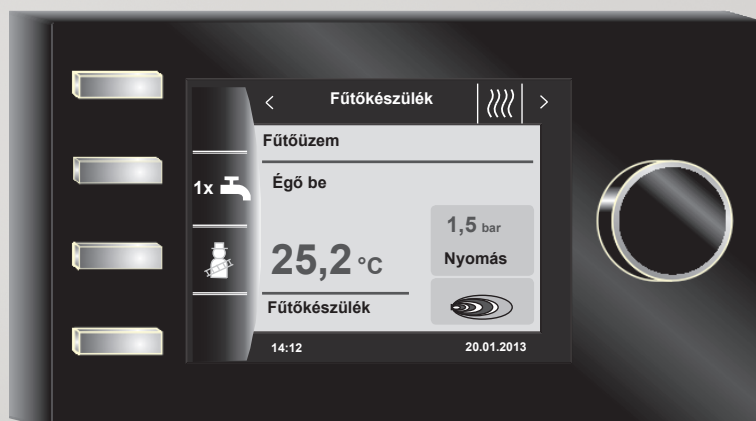 Fűtőkészülék
Fűtőüzem
1x
Égő be
1,5 bar
Nyomás
25,2 °C
Fűtőkészülék
14:12
20.01.2013